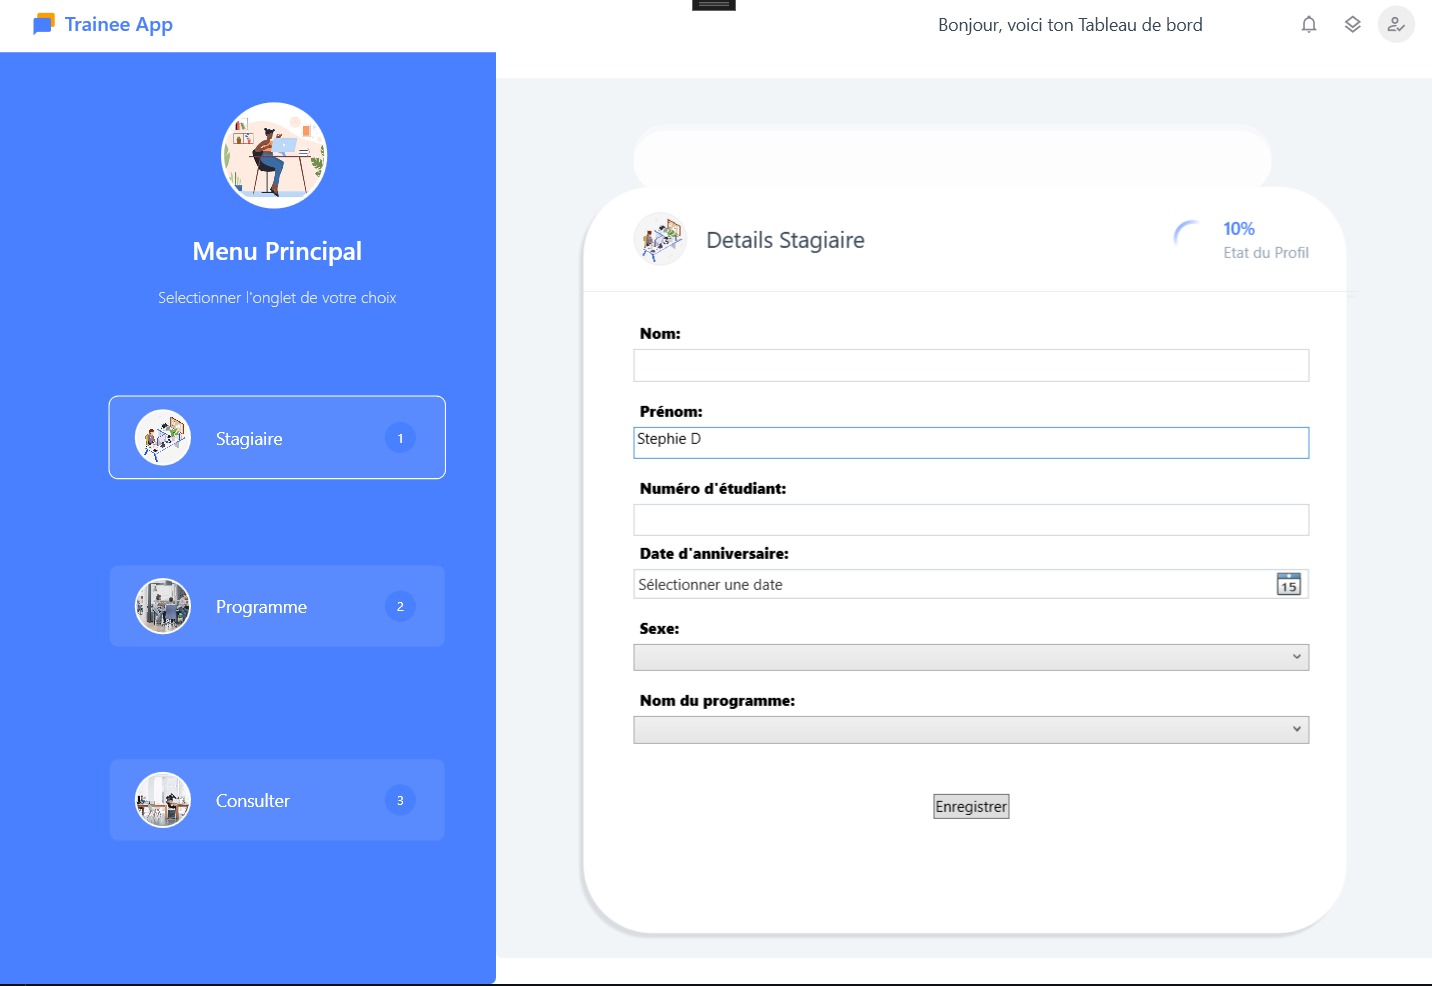 Trainee App
Bonjour, voici ton Tableau de bord
Menu Principal
Selectionner l'onglet de votre choix
Stagiaire
1
Programme
2
Consulter
3
Details Stagiaire
10%
Etat du Profil
Nom:
Prénom:
Stephie D
Numéro d'étudiant:
Date d'anniversaire:
Sélectionner une date
15
Sexe:
Nom du programme:
Enregistrer